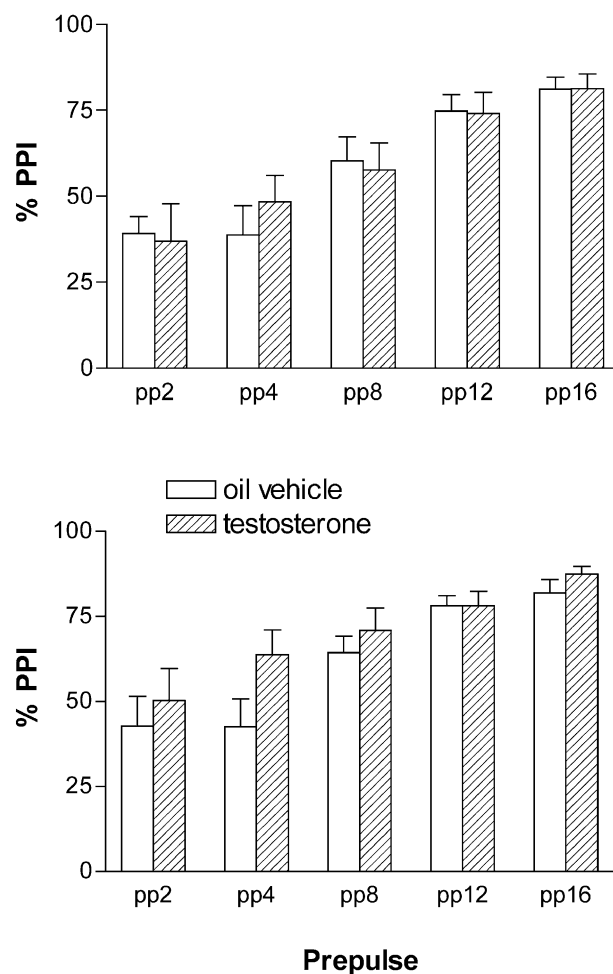 100
75
50
25
0
% PPI
pp2 pp4 pp8 pp12 pp16
oil vehicle
testosterone
100
75
50
25
0
% PPI
pp2 pp4 pp8 pp12 pp16
Prepulse